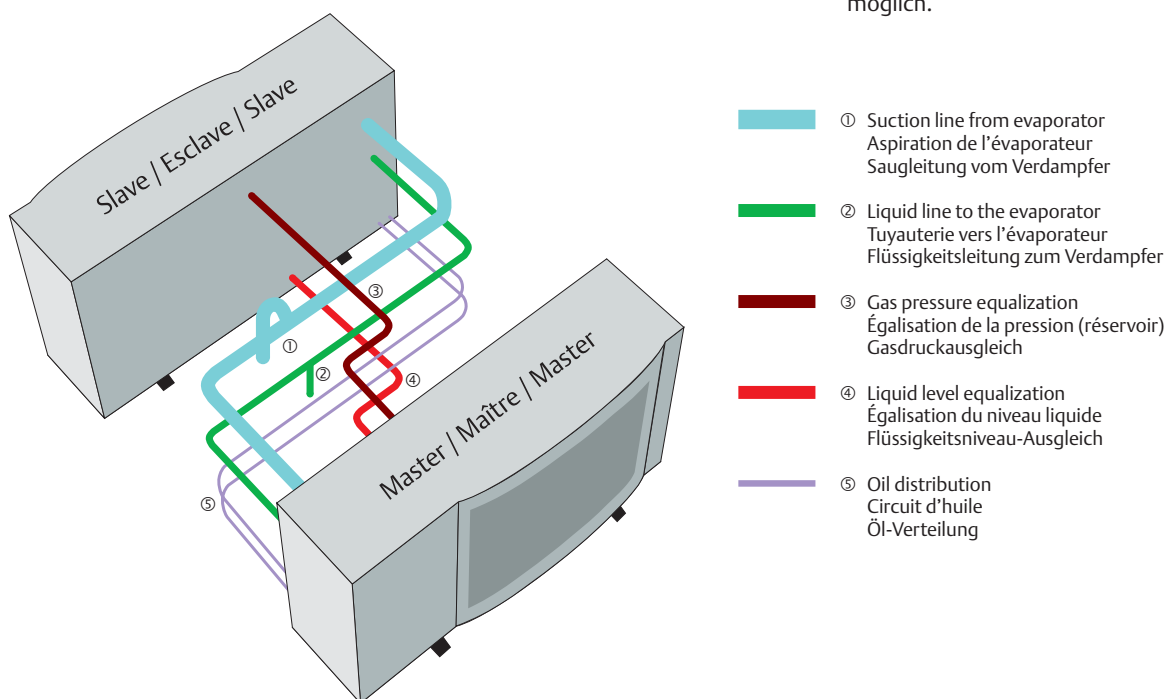 möglich.
Slave / Esclave / Slave
① Suction line from evaporator
Aspiration de l’évaporateur
Saugleitung vom Verdampfer
② Liquid line to the evaporator
Tuyauterie vers l’évaporateur
Flüssigkeitsleitung zum Verdampfer
③ Gas pressure equalization
Égalisation de la pression (réservoir)
Gasdruckausgleich
④ Liquid level equalization
Égalisation du niveau liquide
Flüssigkeitsniveau-Ausgleich
⑤ Oil distribution
Circuit d’huile
Öl-Verteilung
③
①
②
④
⑤
Master / Maître / Master